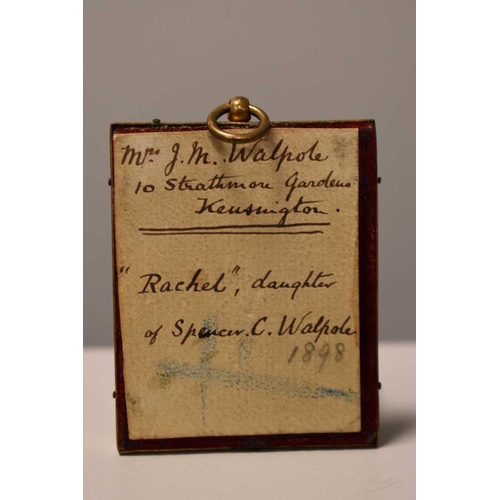 Mrs J. M. Walpole
10 Strathmore Gardens
Kensington.
"Rachel", daughter
of Spencer. C. Walpole
1898